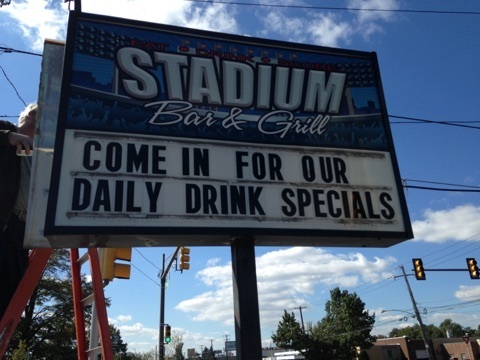 STADIUM
Bar & Grill
COME IN FOR OUR
DAILY DRINK SPECIALS